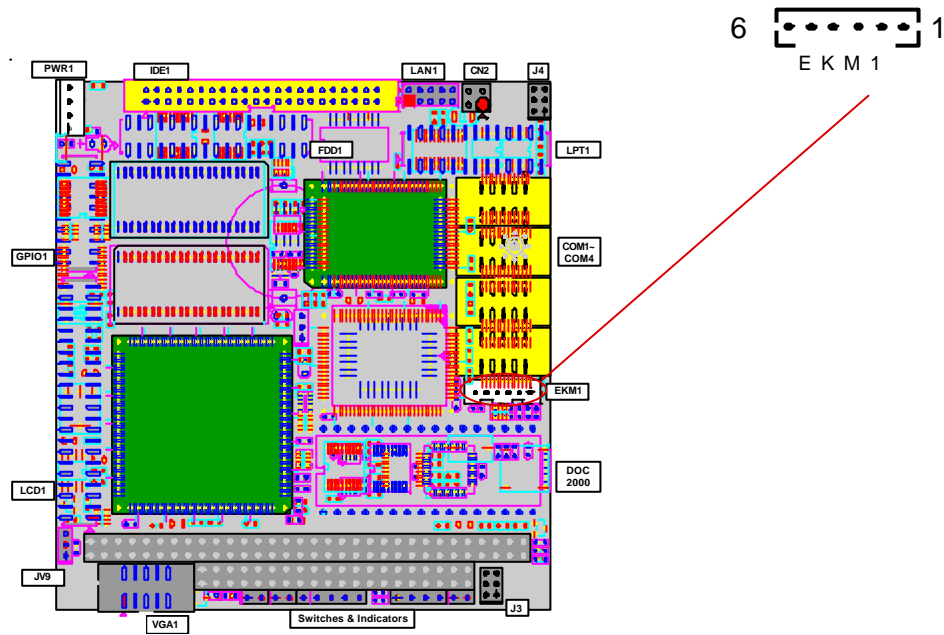 6 1
E K M 1
PWR1
IDE1
LAN1
CN2
J4
FDD1
LPT1
GPIO1
COM1~
COM4
EKM1
LCD1
DOC
2000
JV9
VGA1
Switches & Indicators
J3